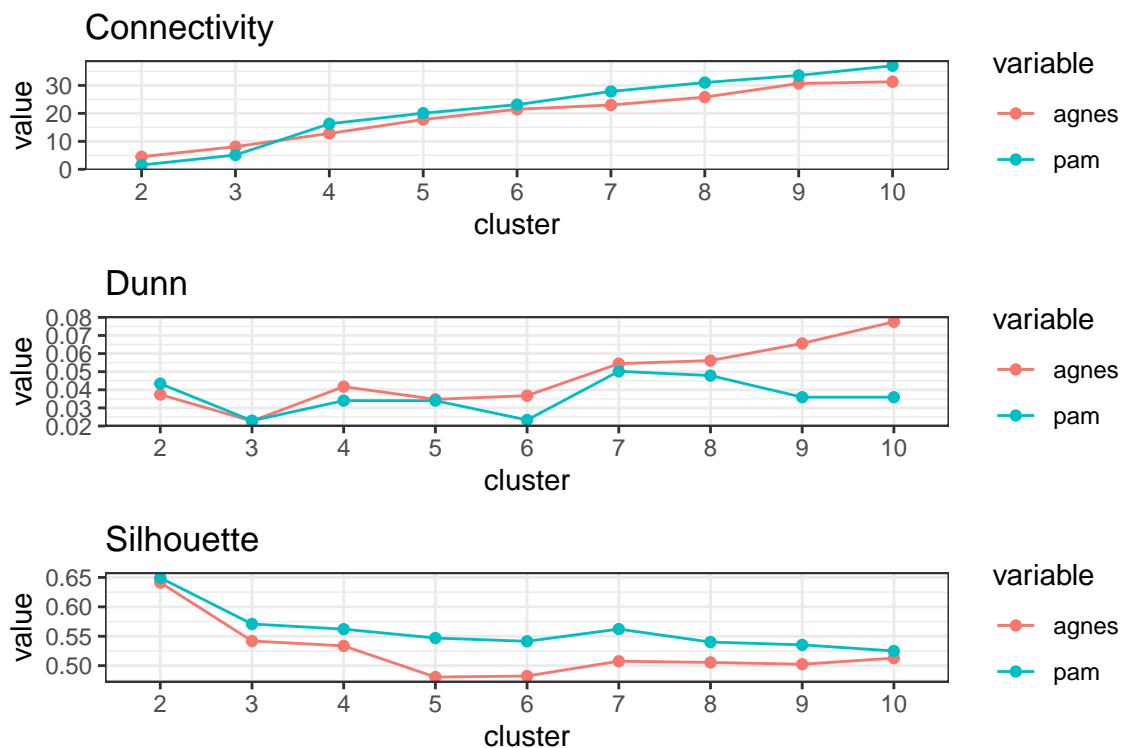 Connectivity
value
30
20
10
0
2 3 4 5 6 7 8 9 10
cluster
variable
agnes
pam
Dunn
value
0.08
0.07
0.06
0.05
0.04
0.03
0.02
2 3 4 5 6 7 8 9 10
cluster
variable
agnes
pam
Silhouette
value
0.65
0.60
0.55
0.50
2 3 4 5 6 7 8 9 10
cluster
variable
agnes
pam